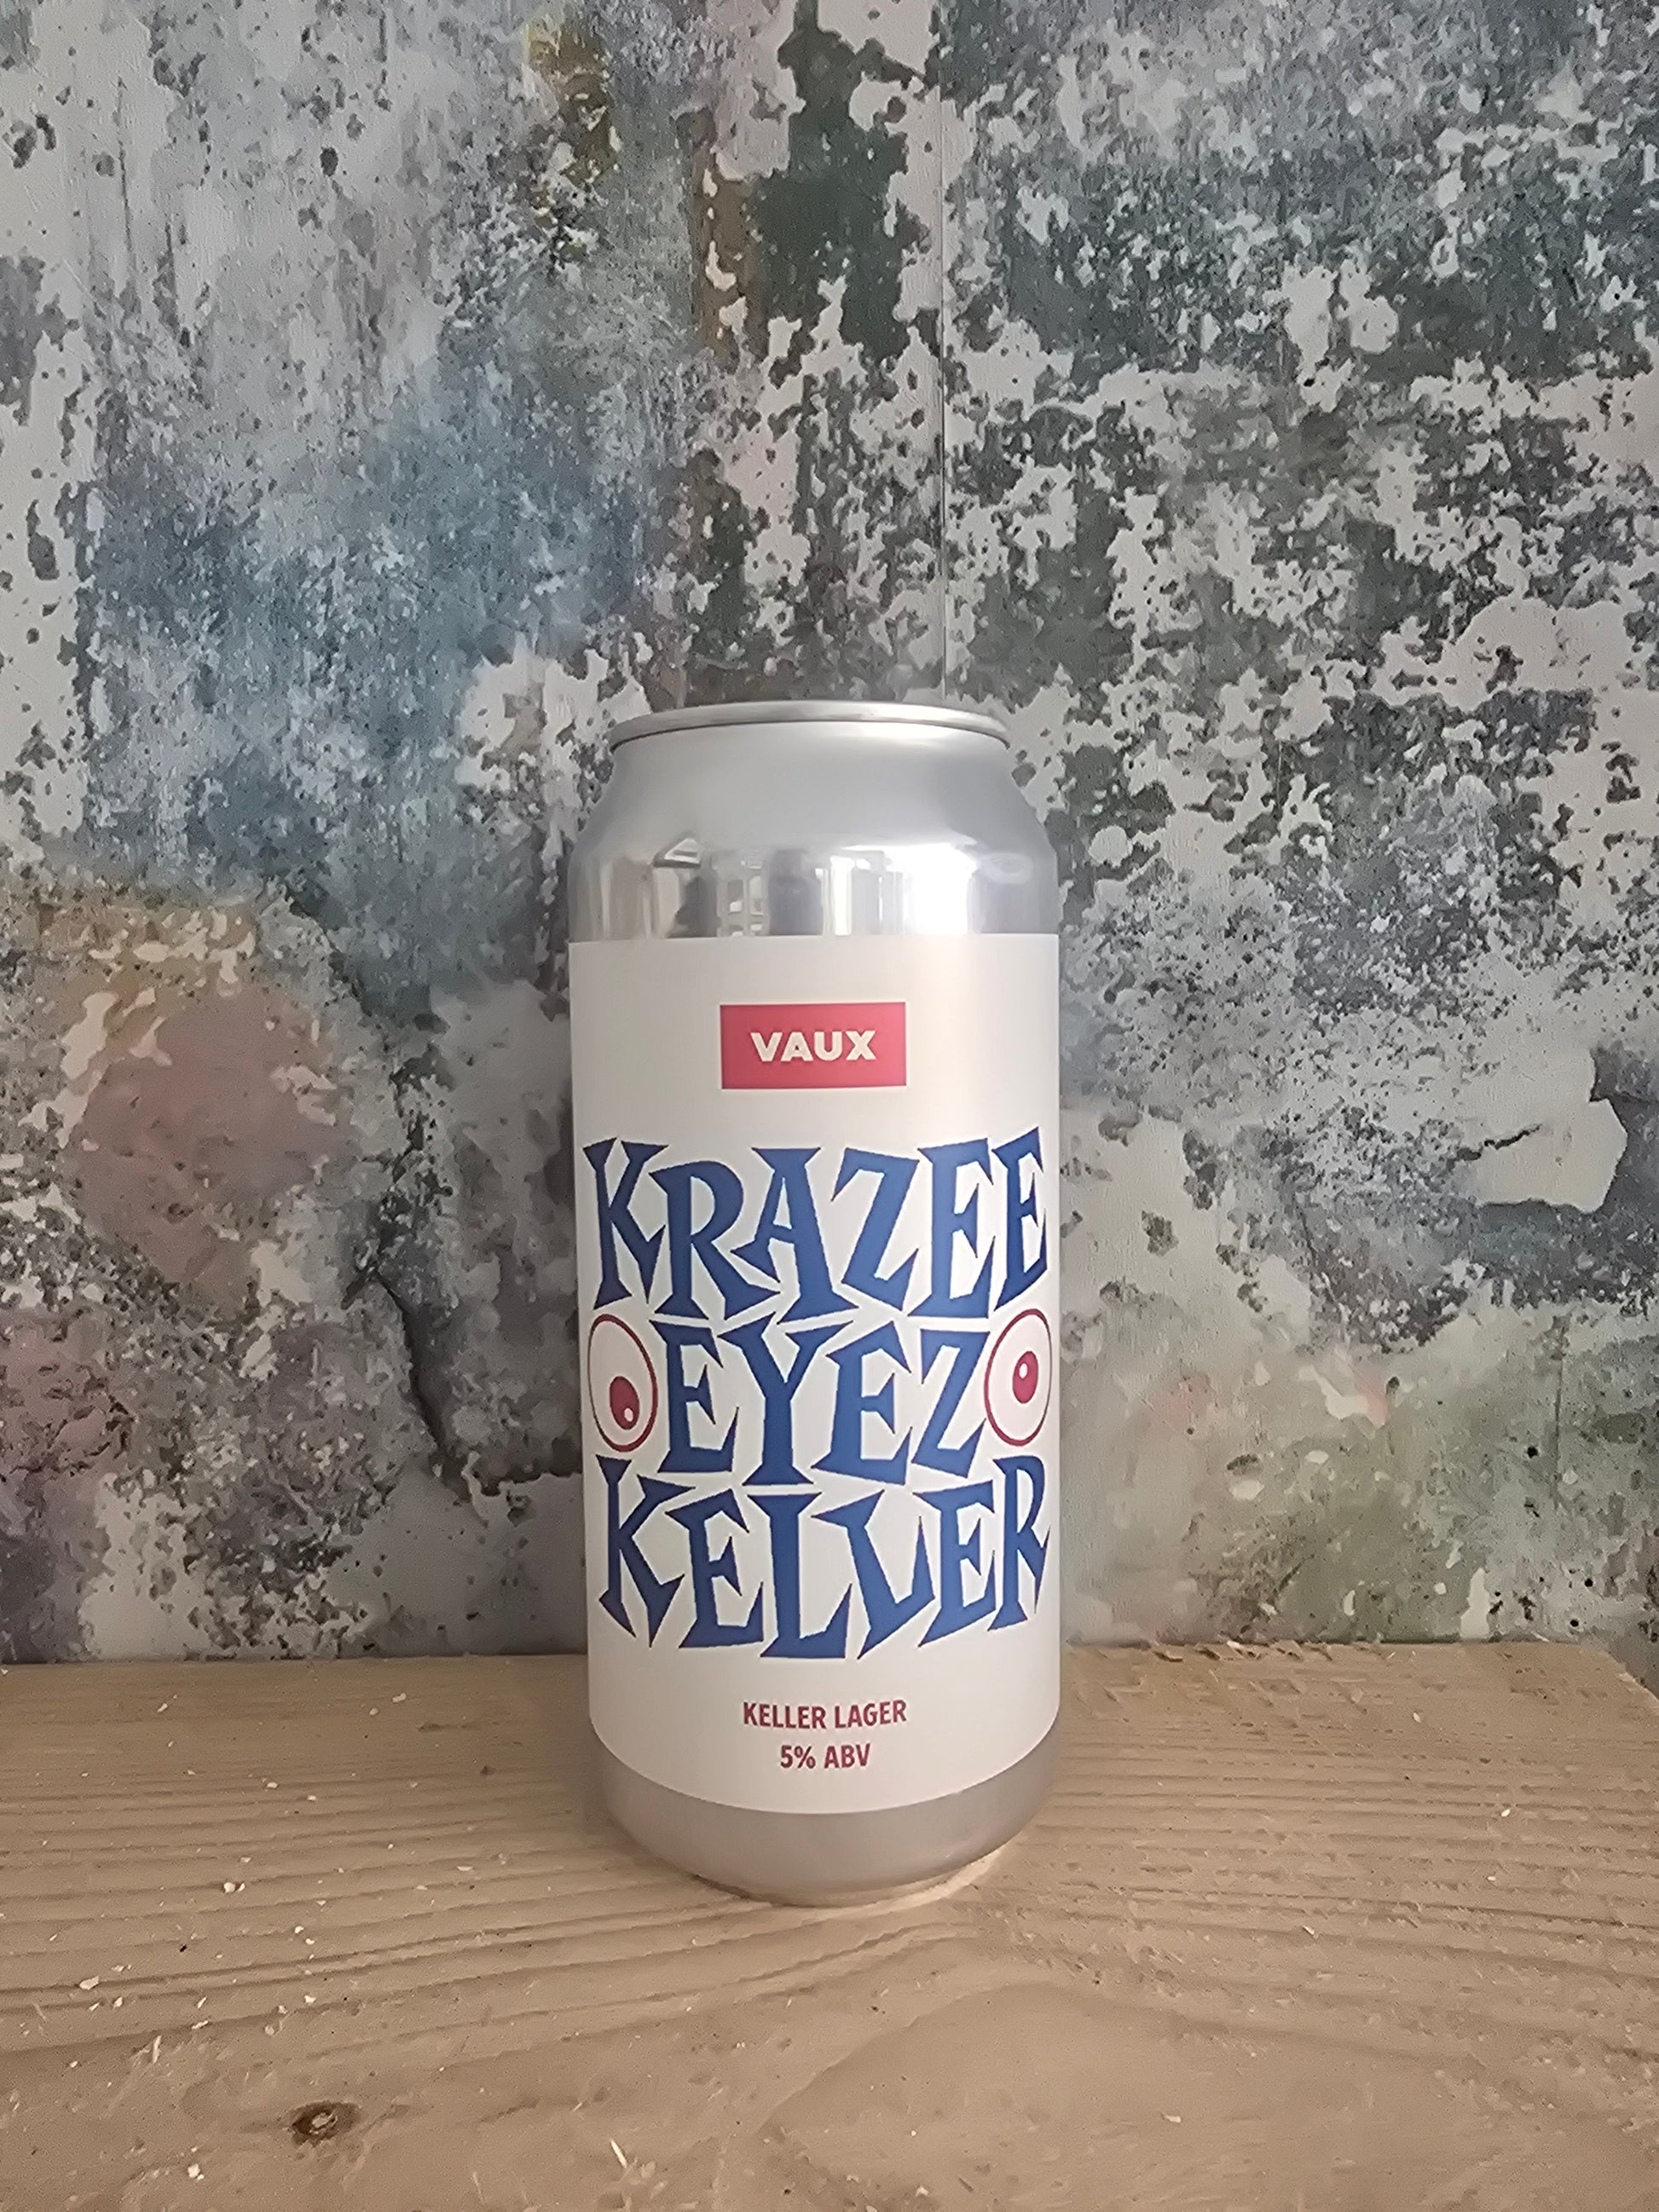 VAUX
KRAZEE
EYEZ
KELLER
KELLER LAGER
5% ABV